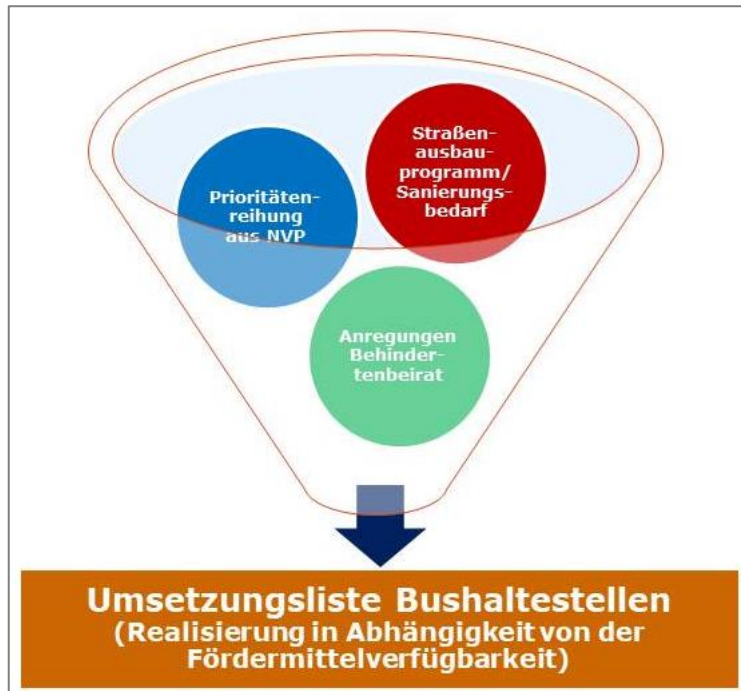 Straßen-
ausbau-
programm/
Sanierungs-
bedarf
Prioritäten-
reihung
aus NVP
Anregungen
Behinder-
tenbeirat
Umsetzungsliste Bushaltestellen
(Realisierung in Abhängigkeit von der
Fördermittelverfügbarkeit)